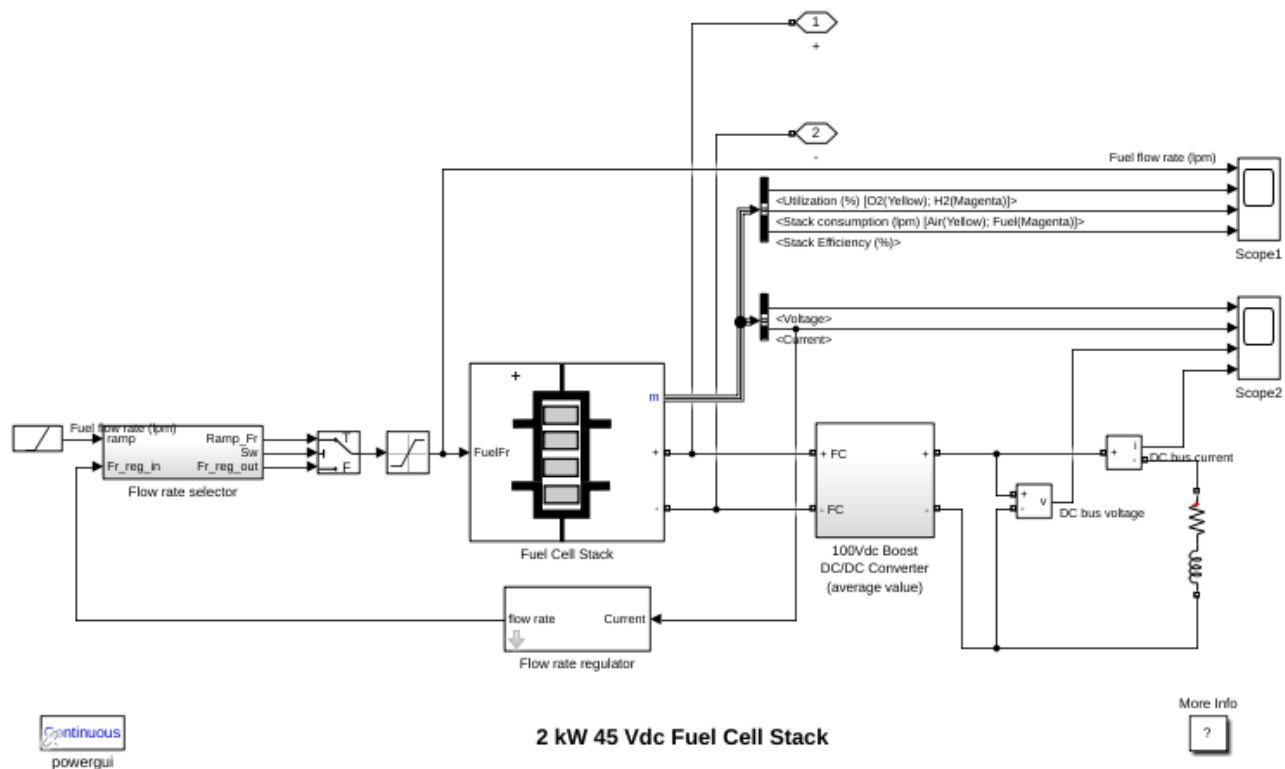 1
+
2
-
Fuel flow rate (lpm)
<Utilization (%) [O2(Yellow); H2(Magenta)]>
<Stack consumption (lpm) [Air(Yellow); Fuel(Magenta)]>
<Stack Efficiency (%)>
Scope1
<Voltage>
<Current>
Scope2
Fuel flow rate (lpm)
ramp
Fr_reg_in
Ramp_Fr
Sw
Fr_reg_out
Flow rate selector
T
F
+
FuelFr
m
+
-
Fuel Cell Stack
+ FC
- FC
+
-
100Vdc Boost
DC/DC Converter
(average value)
+
i
-
DC bus current
+
-
v
DC bus voltage
flow rate
Current
Flow rate regulator
Continuous
powergui
2 kW 45 Vdc Fuel Cell Stack
More Info
?